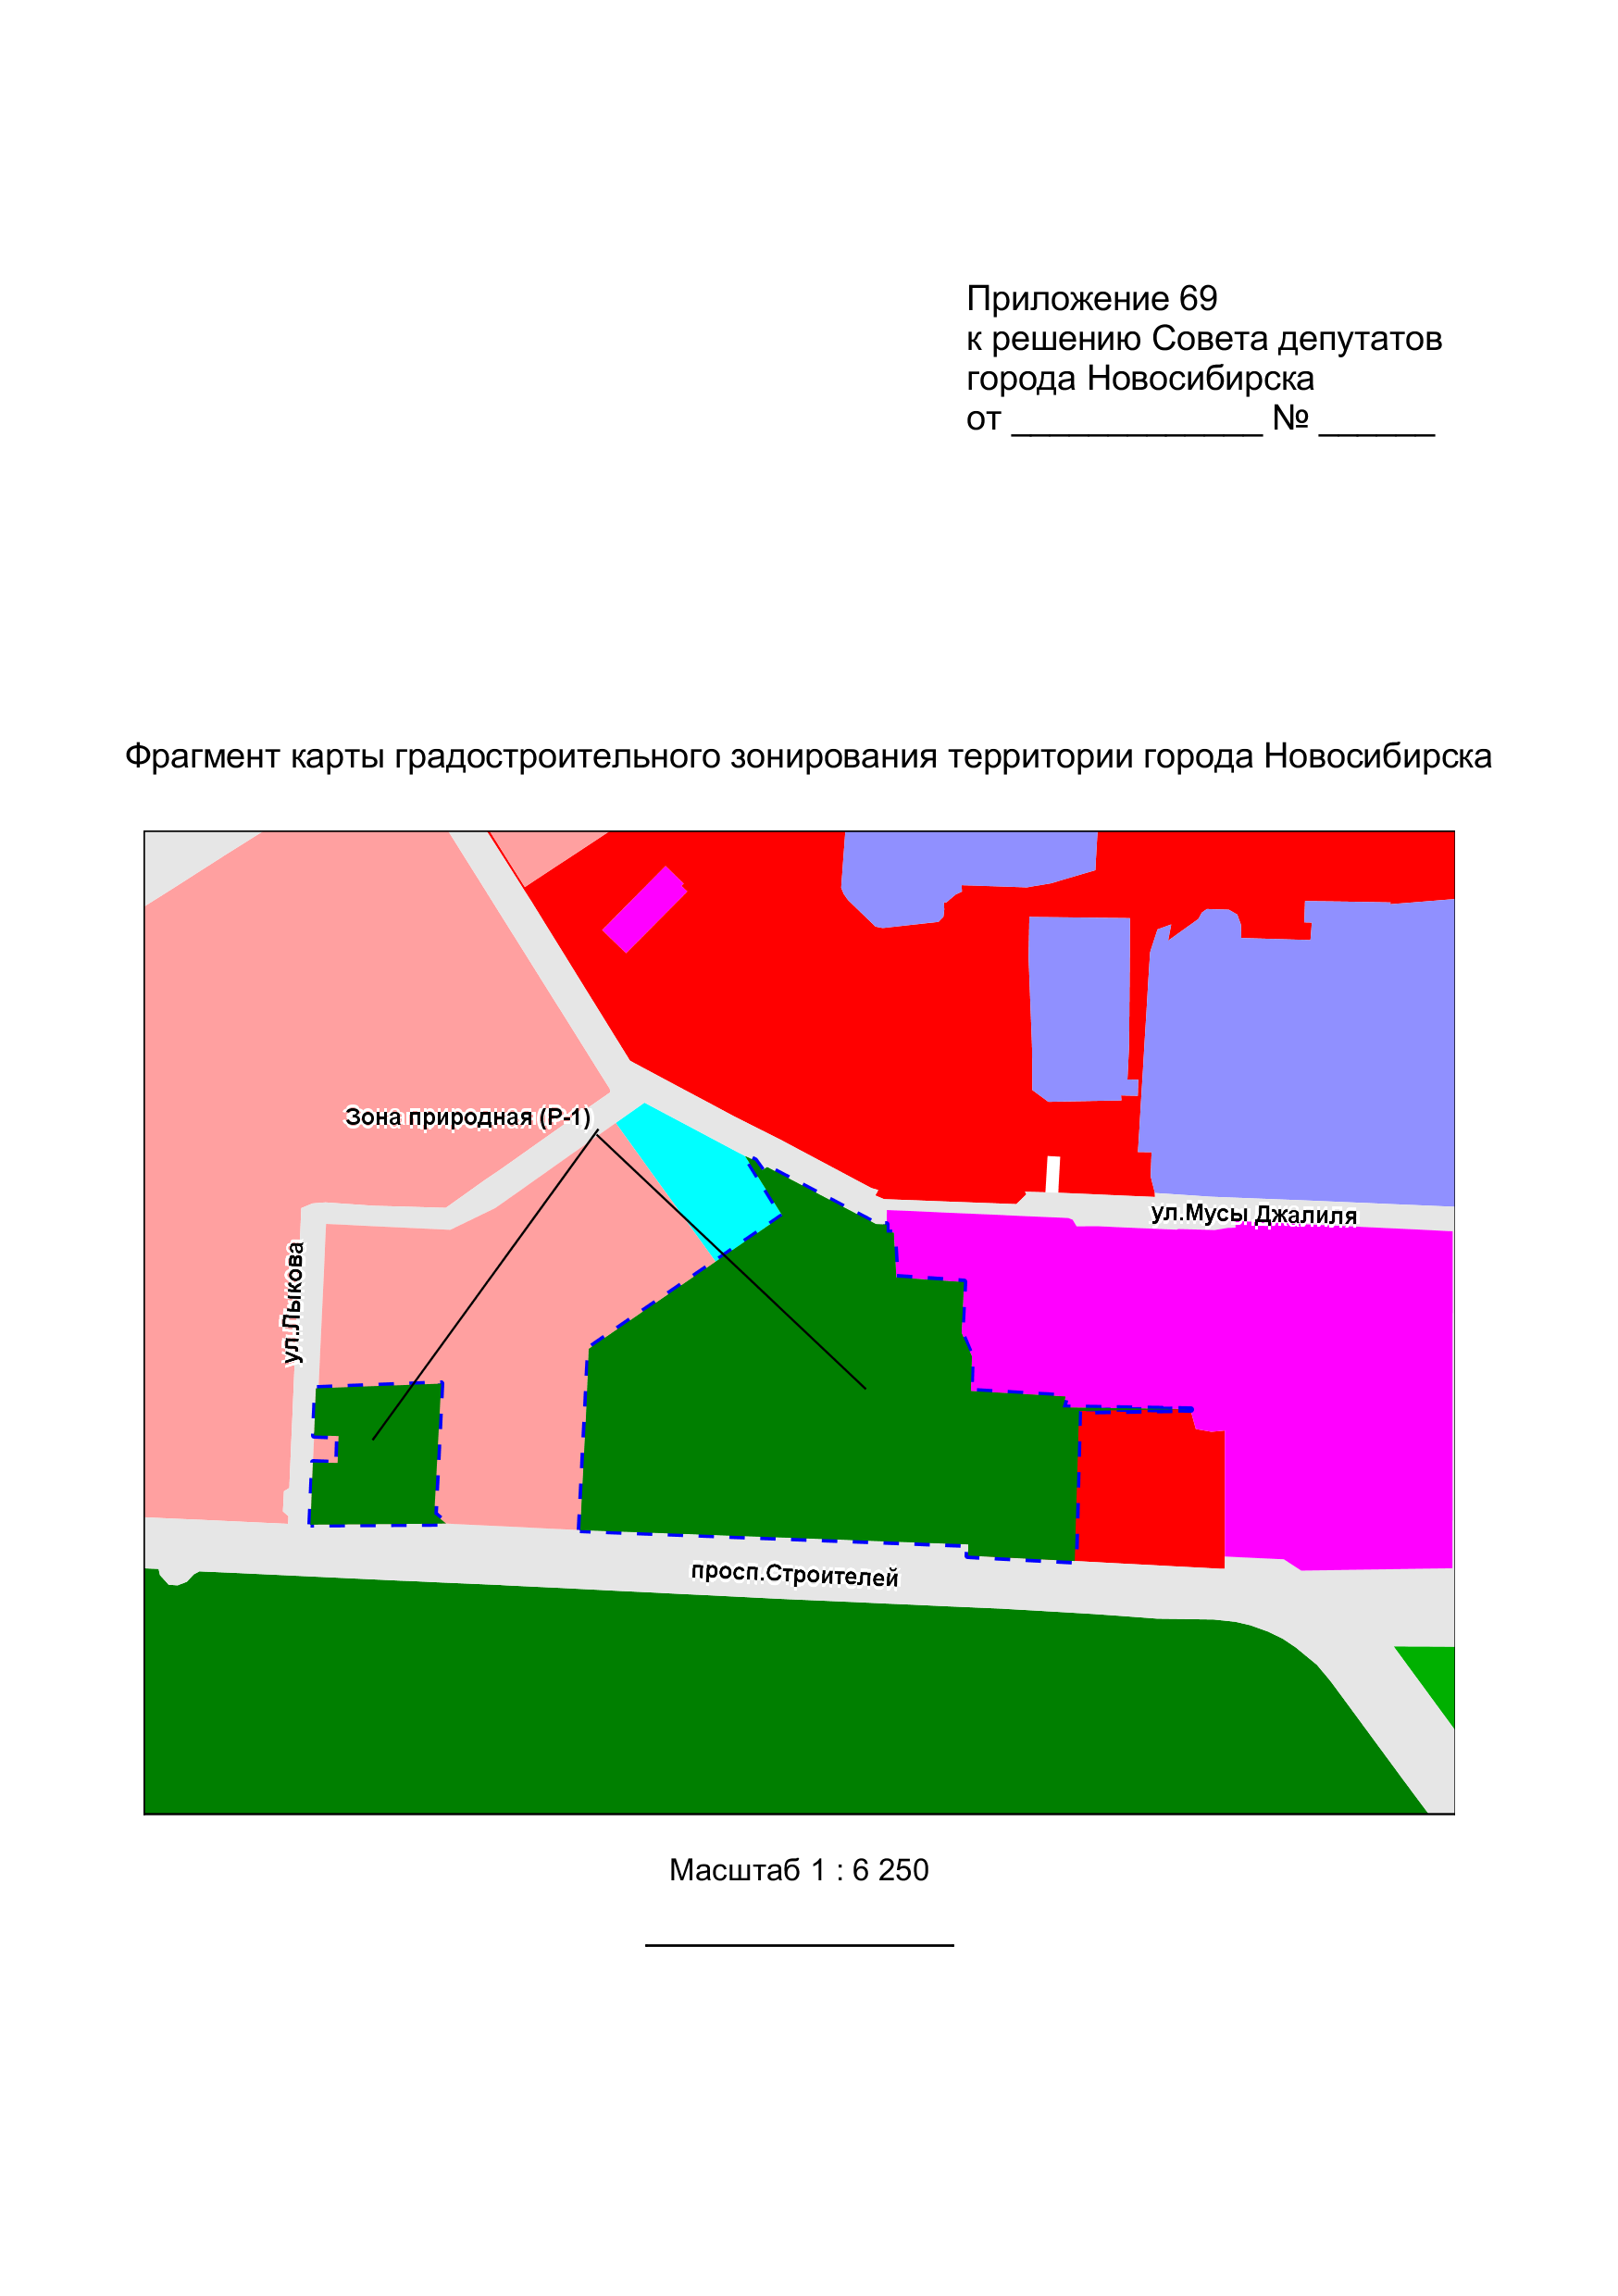 Приложение 69
к решению Совета депутатов
города Новосибирска
от _____________ № ______
Фрагмент карты градостроительного зонирования территории города Новосибирска
Зона природная (Р-1)
ул.Мусы Джалиля
ул.Лыкова
просп.Строителей
Масштаб 1 : 6 250